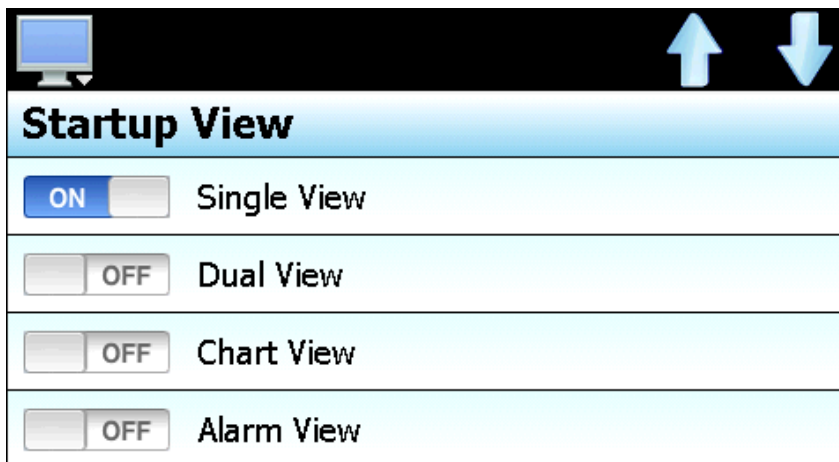 Startup View
ON Single View
OFF Dual View
OFF Chart View
OFF Alarm View